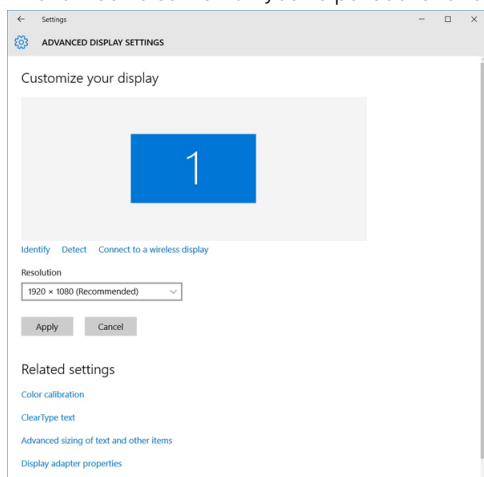 Settings
ADVANCED DISPLAY SETTINGS
Customize your display
1
Identify Detect Connect to a wireless display
Resolution
1920 × 1080 (Recommended)
Apply Cancel
Related settings
Color calibration
ClearType text
Advanced sizing of text and other items
Display adapter properties